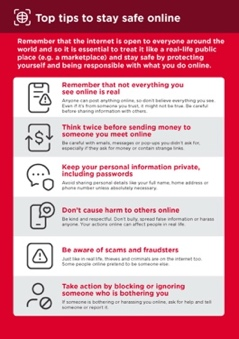 Top tips to stay safe online
Remember that the internet is open to everyone around the
world and so it is essential to treat it like a real-life public
place (e.g. a marketplace) and stay safe by protecting
yourself and being responsible with what you do online.
Remember that not everything you
see online is real
Anyone can post anything online, so don't believe everything you see.
Even if it's from someone you trust, it might not be true. Be careful
before sharing information with others.
Think twice before sending money to
someone you meet online
Be careful with emails, messages or pop-ups you didn't ask for,
especially if they ask for money or contain strange links.
Keep your personal information private,
including passwords
Avoid sharing personal details like your full name, home address or
phone number unless absolutely necessary.
Don't cause harm to others online
Be kind and respectful. Don't bully, spread false information or harass
anyone. Your actions online can affect people in real life.
Be aware of scams and fraudsters
Just like in real life, thieves and criminals are on the internet too.
Some people online pretend to be someone else.
Take action by blocking or ignoring
someone who is bothering you
If someone is bothering or harassing you online, ask for help and tell
someone or report it.